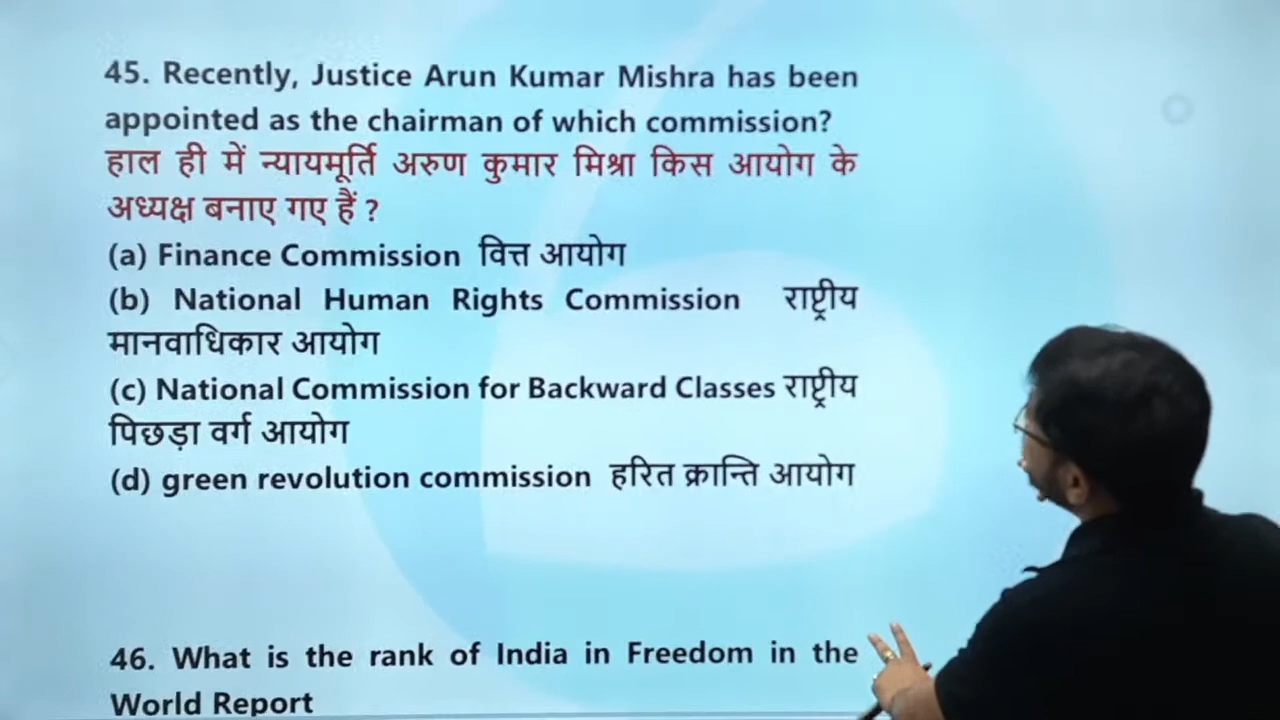 45. Recently, Justice Arun Kumar Mishra has been
appointed as the chairman of which commission?
हाल ही में न्यायमूर्ति अरुण कुमार मिश्रा किस आयोग के
अध्यक्ष बनाए गए हैं ?
(a) Finance Commission वित्त आयोग
(b) National Human Rights Commission राष्ट्रीय
मानवाधिकार आयोग
(c) National Commission for Backward Classes राष्ट्रीय
पिछड़ा वर्ग आयोग
(d) green revolution commission हरित क्रान्ति आयोग
46. What is the rank of India in Freedom in the
World Report